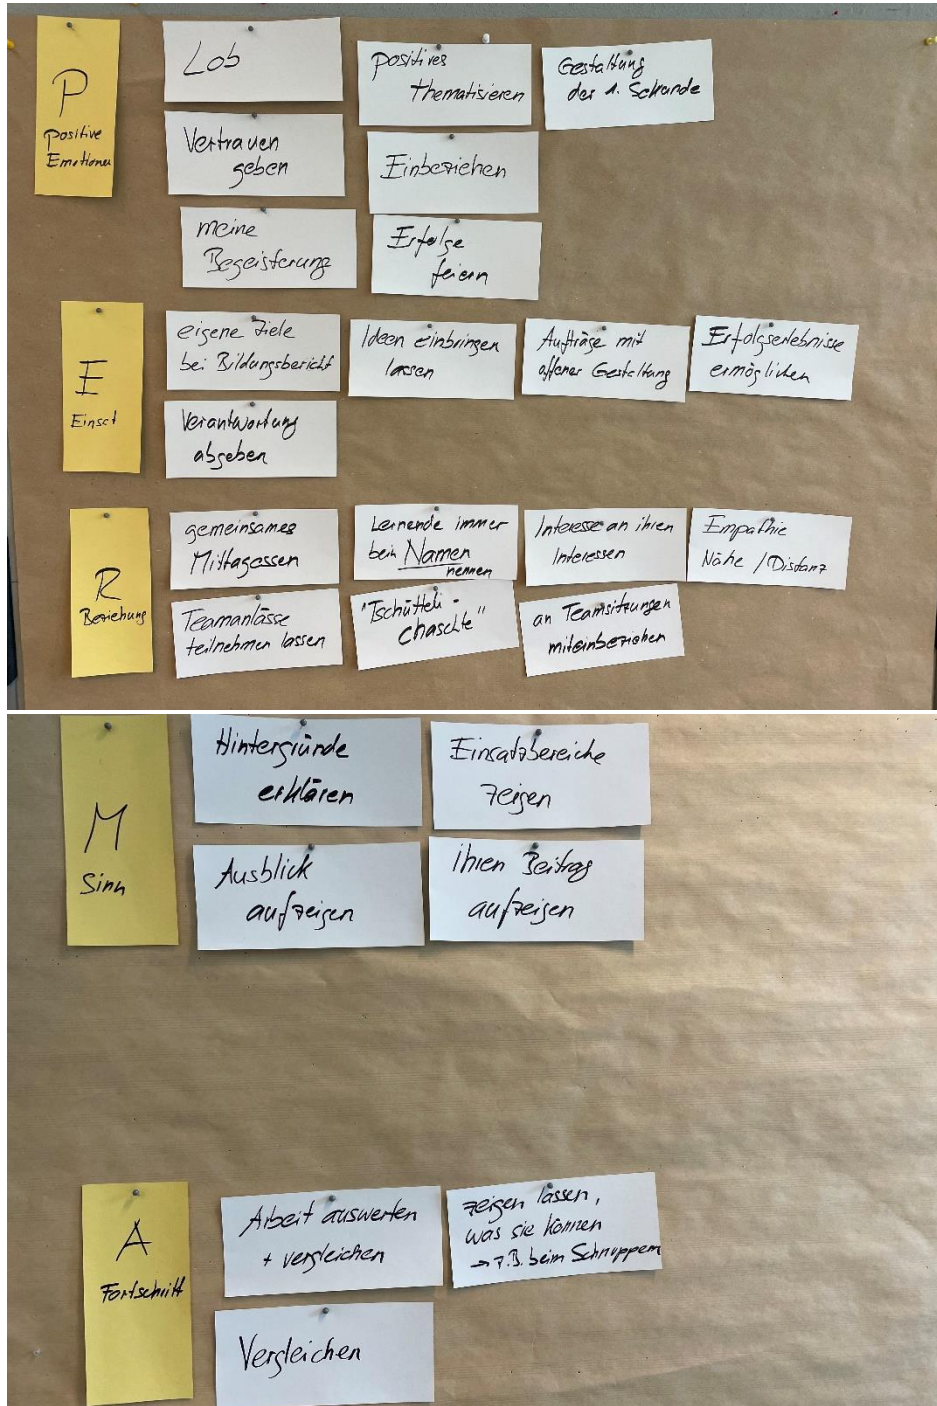 P
Positive
Emotionen
Lob
positives
thematisieren
Gestaltung
der 1. Sekunde
Vertrauen
geben
Einbeziehen
meine
Begeisterung
Erfolge
feiern
E
Einsatz
eigene Ziele
bei Bildungsbericht
Ideen einbringen
lassen
Aufträge mit
offener Gestaltung
Erfolgserlebnisse
ermöglichen
Verantwortung
abgeben
R
Beziehung
gemeinsames
Mittagessen
Lernende immer
beim Namen
nennen
Interesse an ihren
Interessen
Empathie
Nähe / Distanz
Teamanlässe
teilnehmen lassen
"Tschütteli-
chaschte"
an Teamsitzungen
miteinbeziehen
M
Sinn
Hintergründe
erklären
Einsatzbereiche
zeigen
Ausblick
aufzeigen
ihren Beitrag
aufzeigen
A
Fortschritt
Arbeit auswerten
+ vergleichen
zeigen lassen,
was sie können
→ z.B. beim Schnuppern
Vergleichen